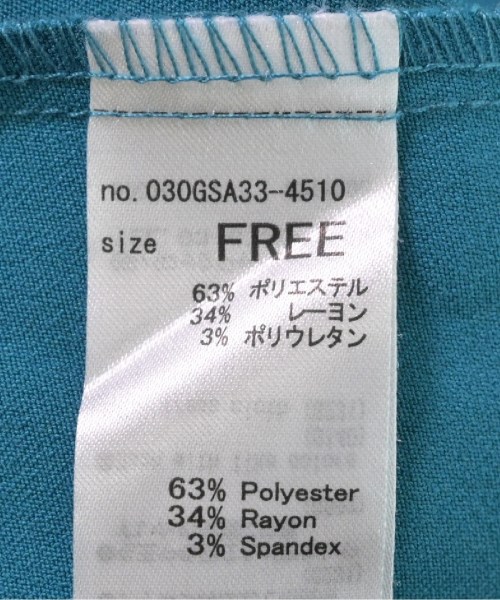 no. 030GSA33-4510
size FREE
63% ポリエステル
34% レーヨン
3% ポリウレタン
63% Polyester
34% Rayon
3% Spandex